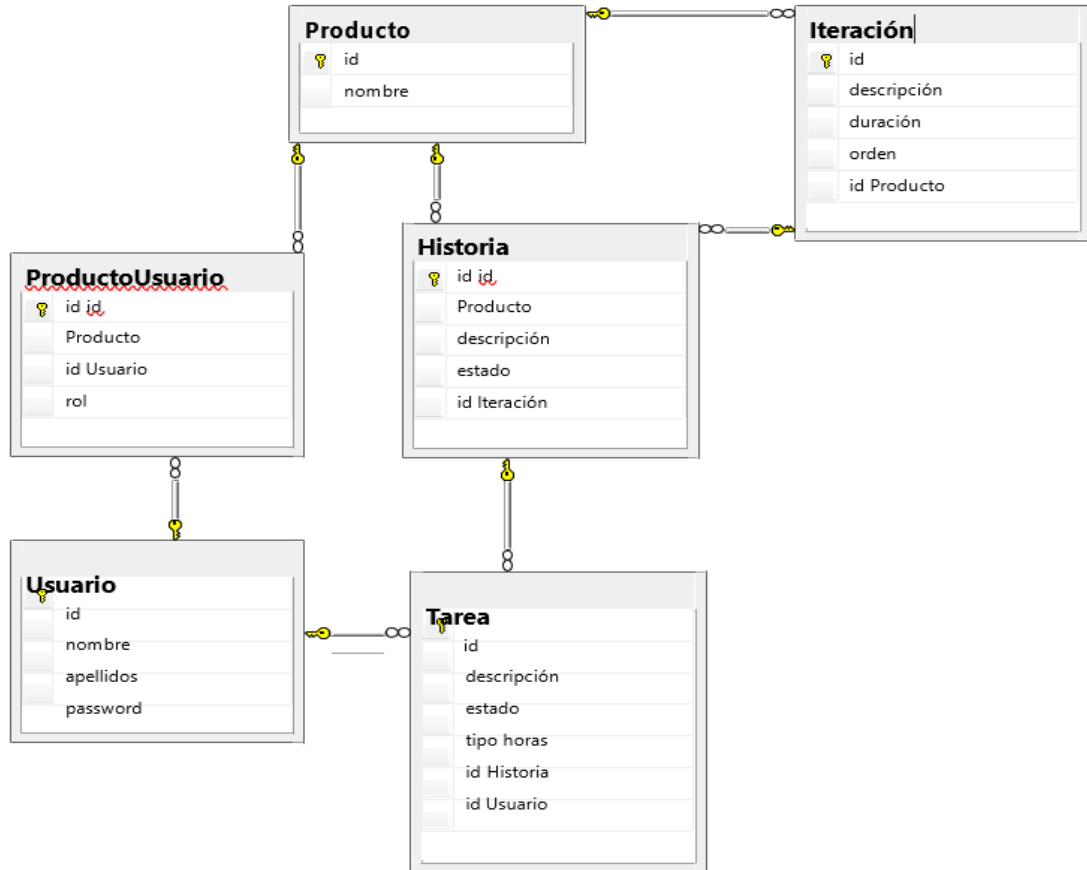 Producto
id
nombre
Iteración
id
descripción
duración
orden
id Producto
Historia
id id
Producto
descripción
estado
id Iteración
ProductoUsuario
id id
Producto
id Usuario
rol
Usuario
id
nombre
apellidos
password
Tarea
id
descripción
estado
tipo horas
id Historia
id Usuario